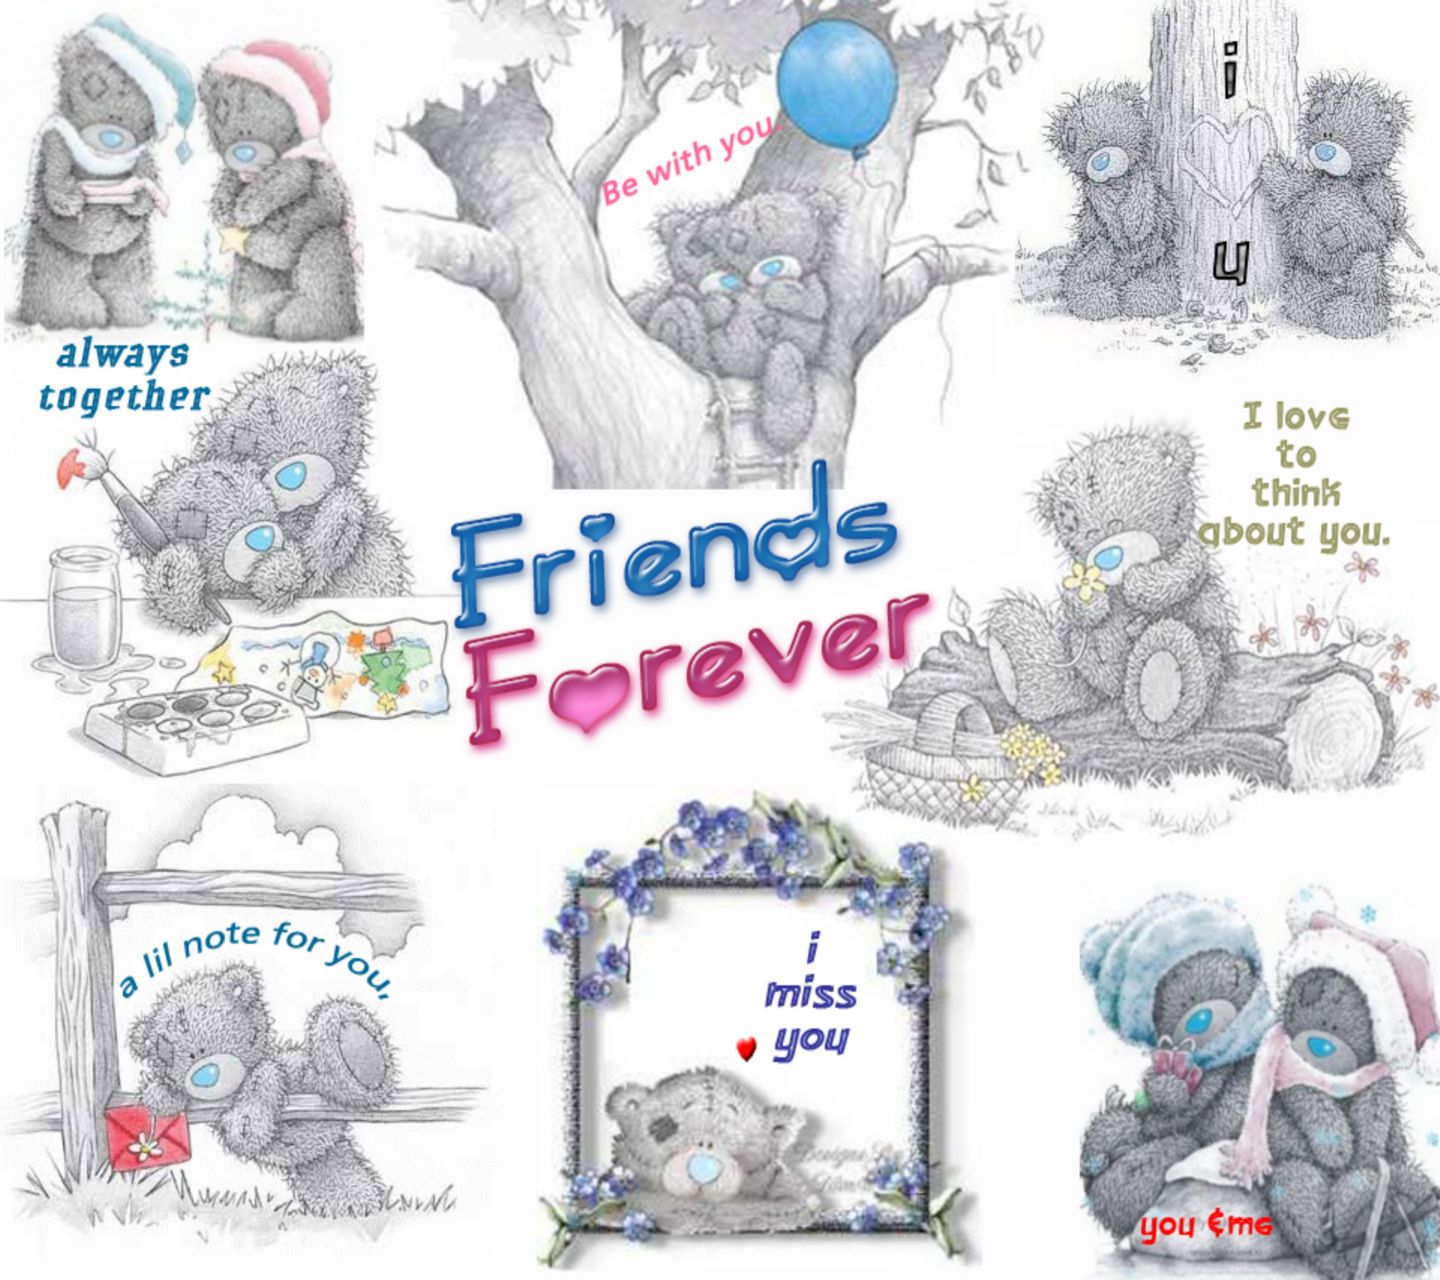 Be with you.
i
u
always
together
I love
to
think
about you.
Friends
Forever
a lil note for you,
i
miss
you
you &me